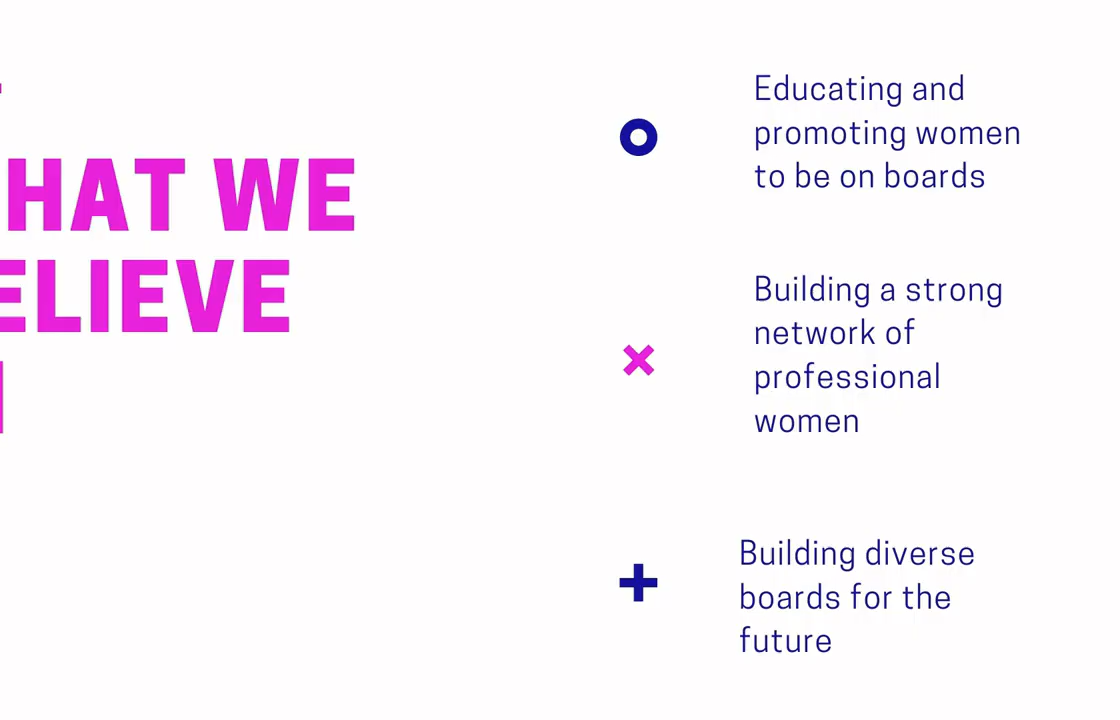 HAT WE
ELIEVE
Educating and
promoting women
to be on boards
Building a strong
network of
professional
women
Building diverse
boards for the
future